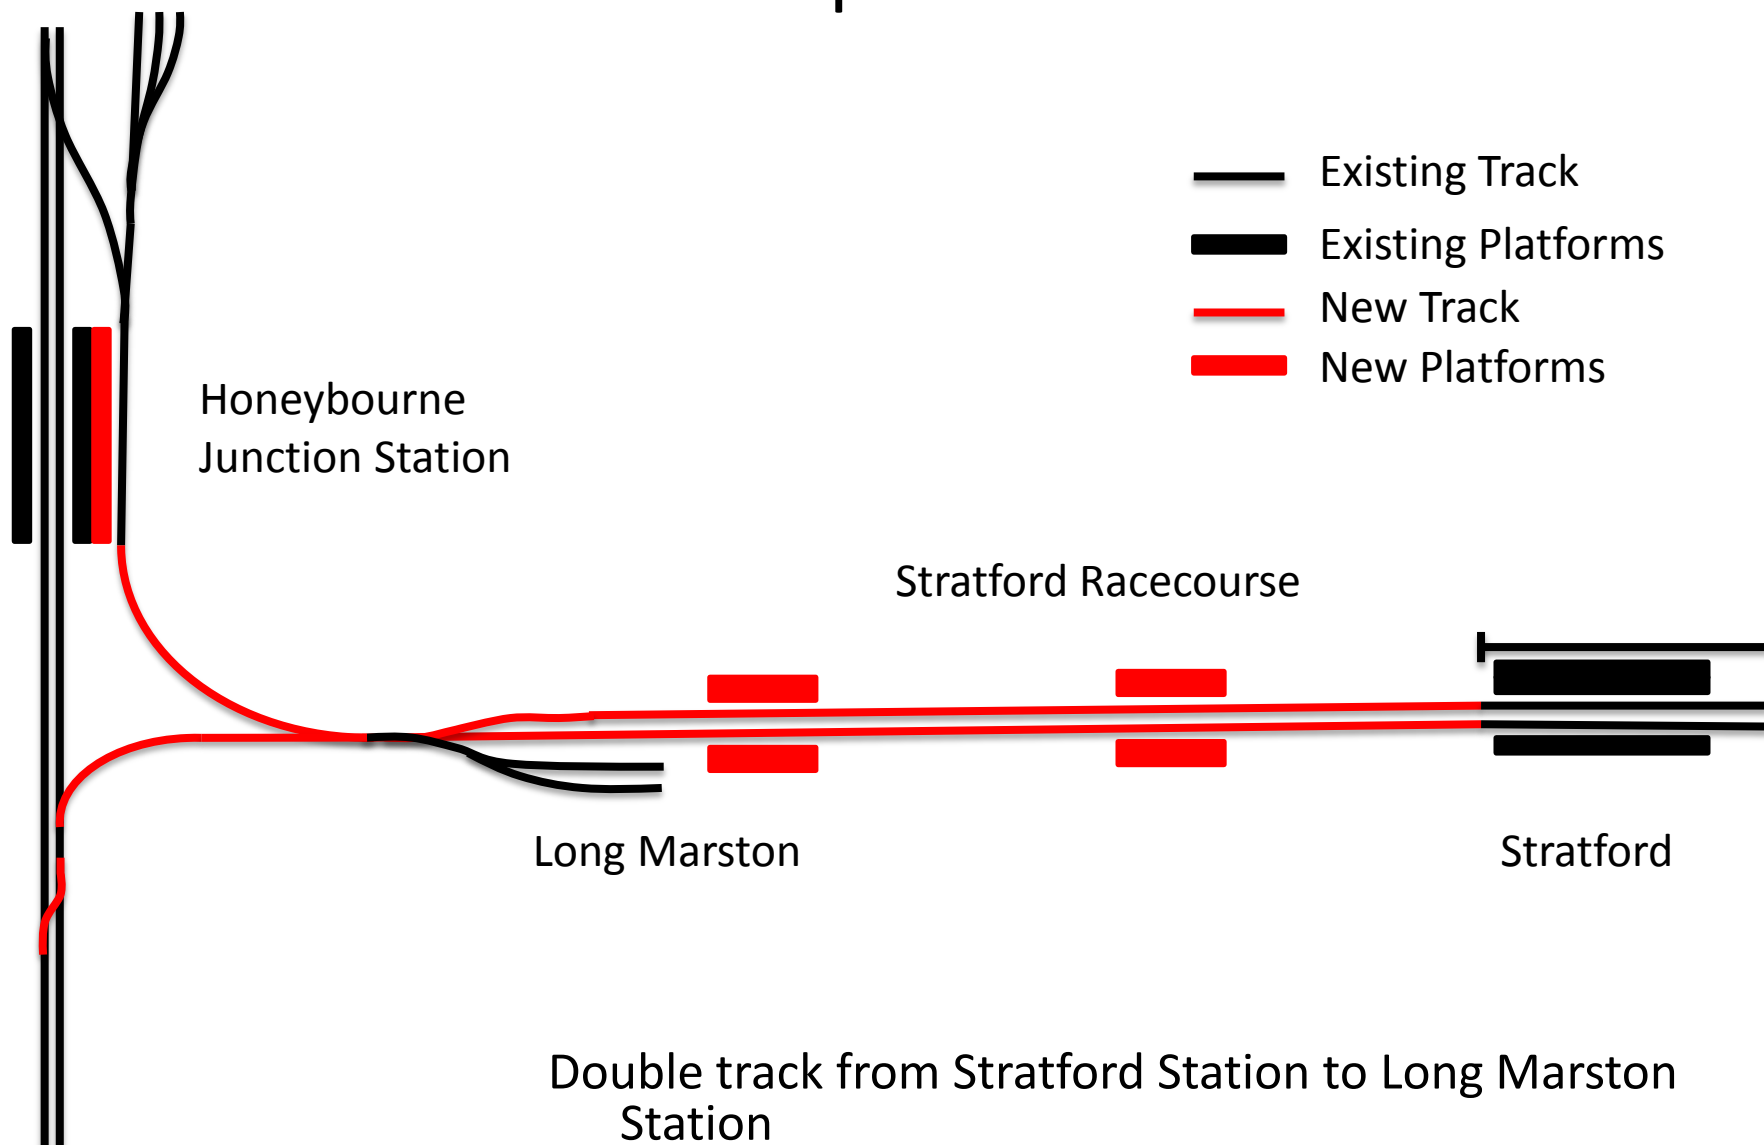 Existing Track
Existing Platforms
New Track
New Platforms
Honeybourne
Junction Station
Stratford Racecourse
Long Marston
Stratford
Double track from Stratford Station to Long Marston
Station